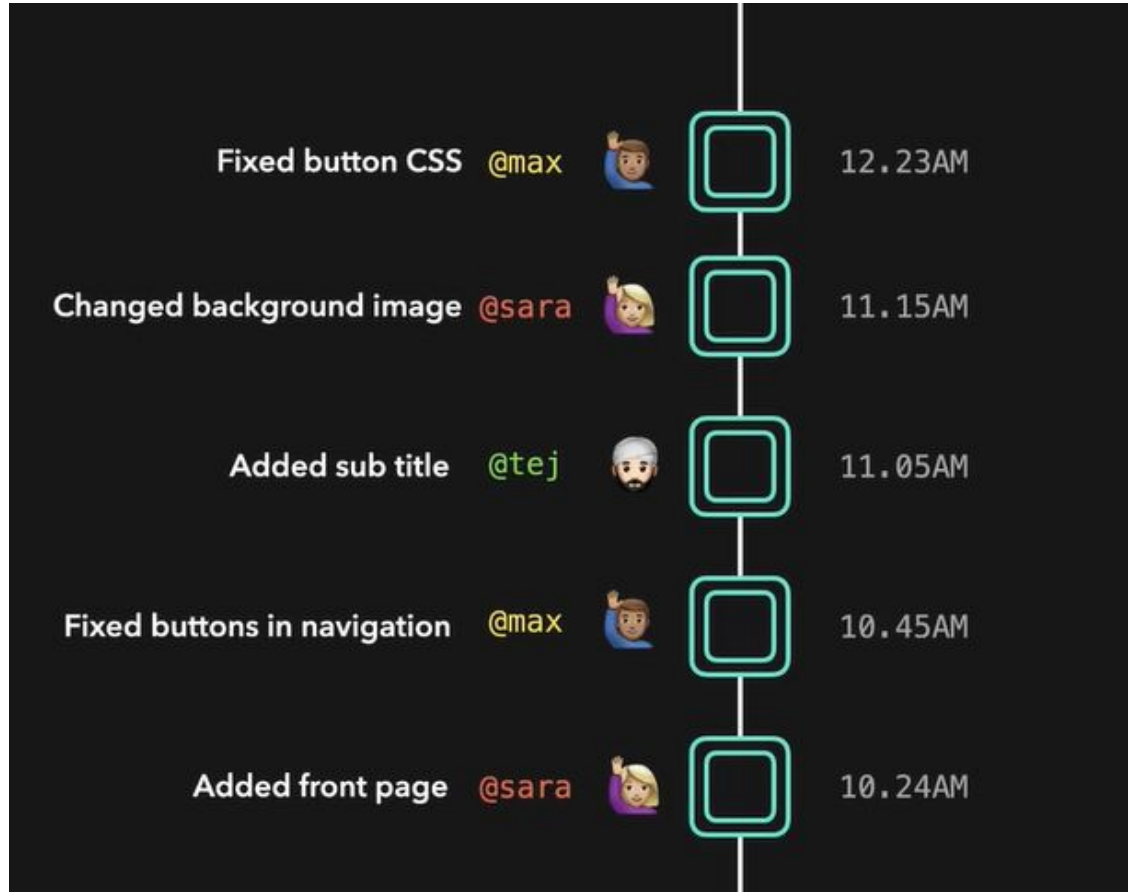 Fixed button CSS @max 12.23AM
Changed background image @sara 11.15AM
Added sub title @tej 11.05AM
Fixed buttons in navigation @max 10.45AM
Added front page @sara 10.24AM